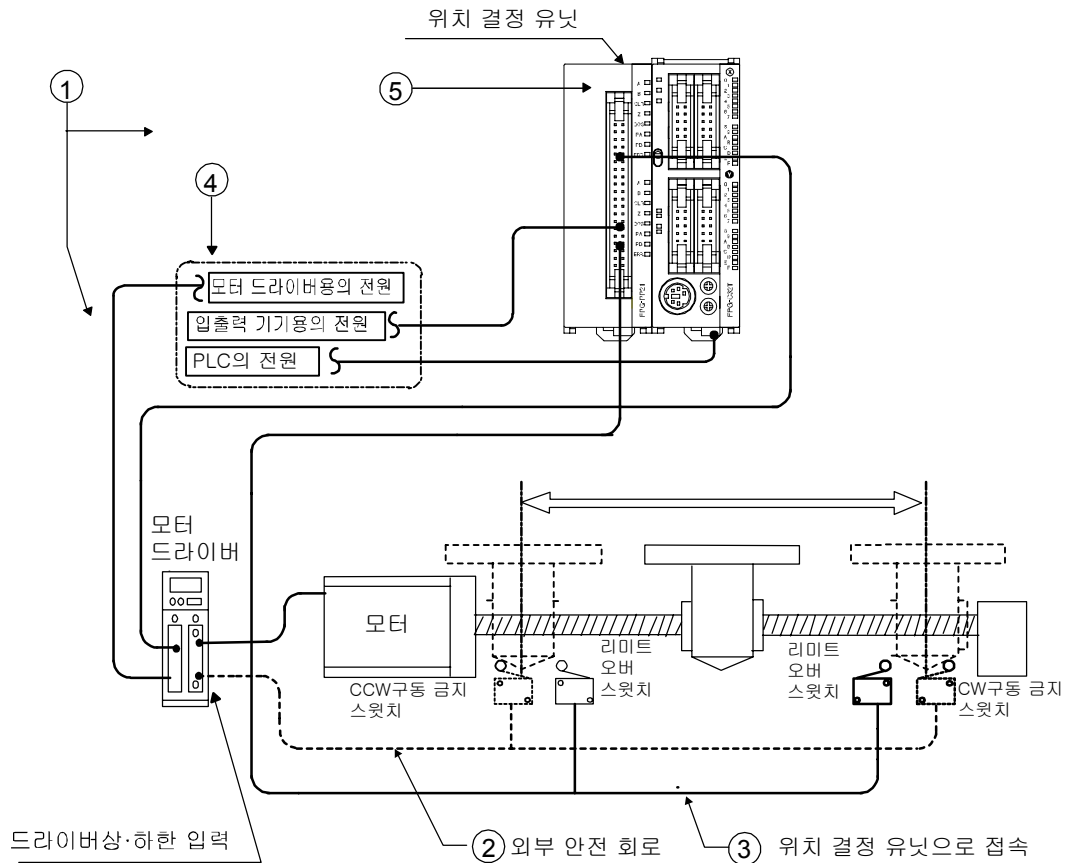 위치 결정 유닛
1
5
A
B
CLR
Z
A
B
CLR
Z
PA
PB
ERR
4
모터 드라이버용의 전원
입출력 기기용의 전원
PLC의 전원
모터
드라이버
모터
리미트
오버
스윗치
리미트
오버
스윗치
CCW구동 금지
스윗치
CW구동 금지
스윗치
드라이버상·하한 입력
2 외부 안전 회로
3 위치 결정 유닛으로 접속